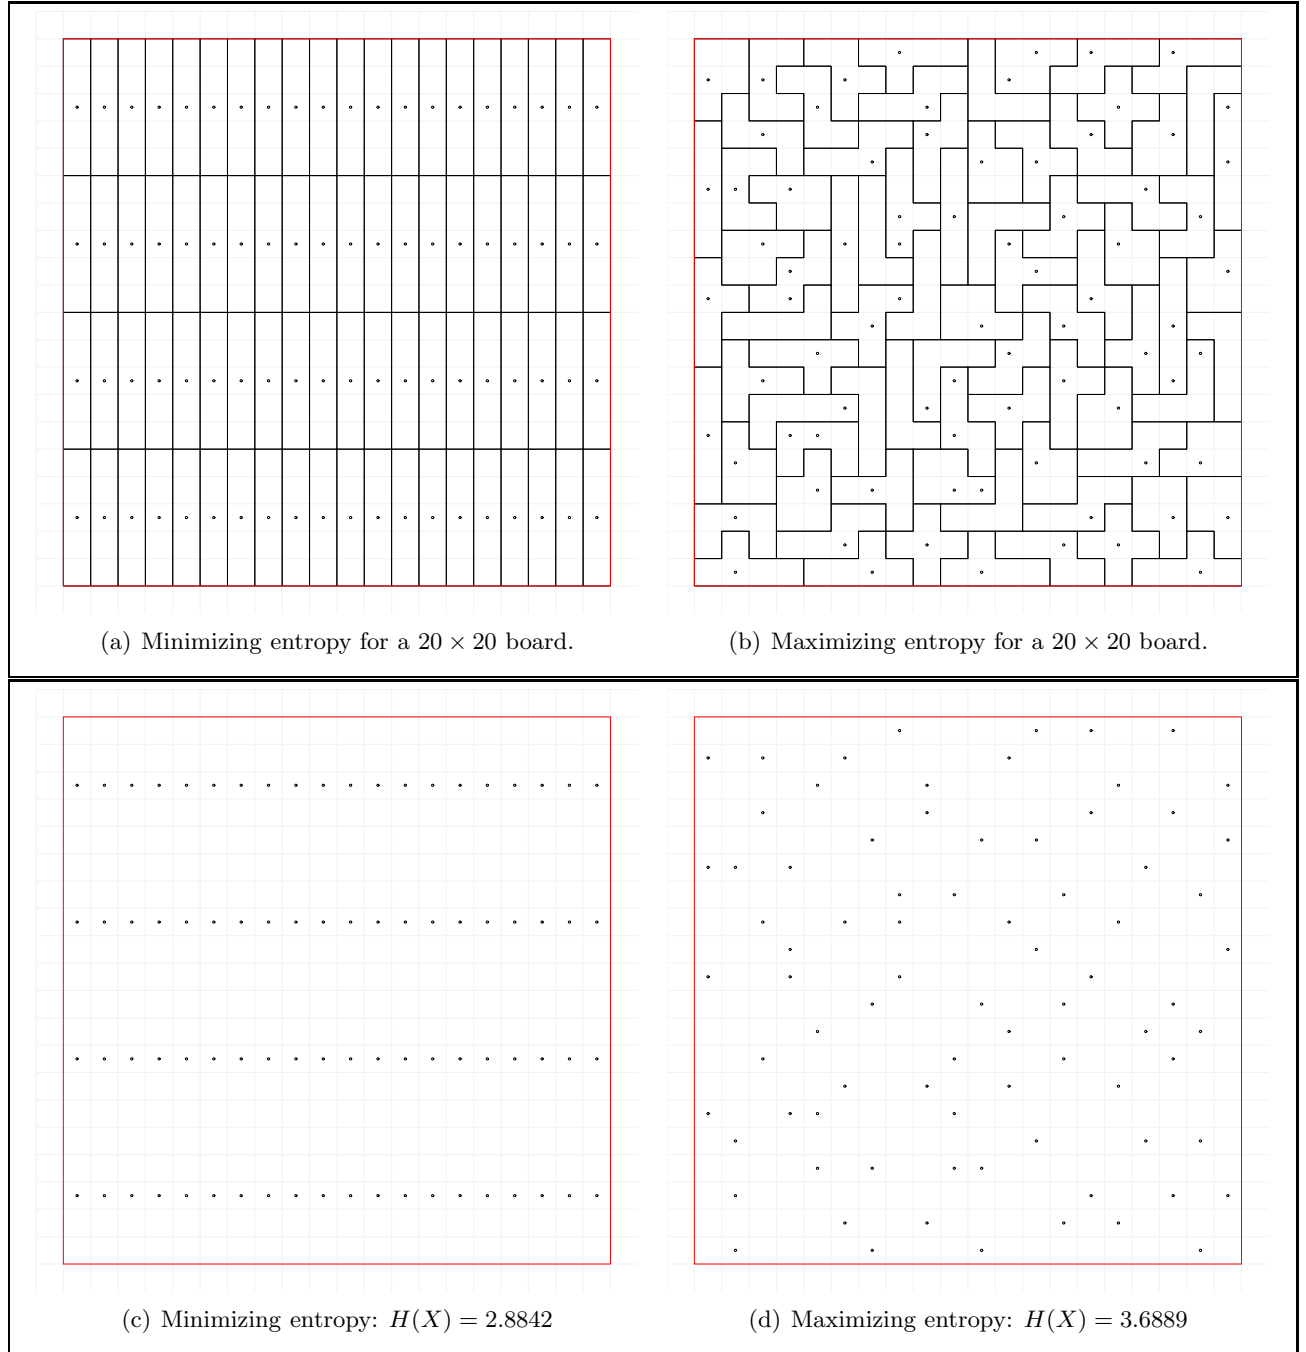 (a) Minimizing entropy for a 20 × 20 board.
(b) Maximizing entropy for a 20 × 20 board.
(c) Minimizing entropy: H(X) = 2.8842
(d) Maximizing entropy: H(X) = 3.6889